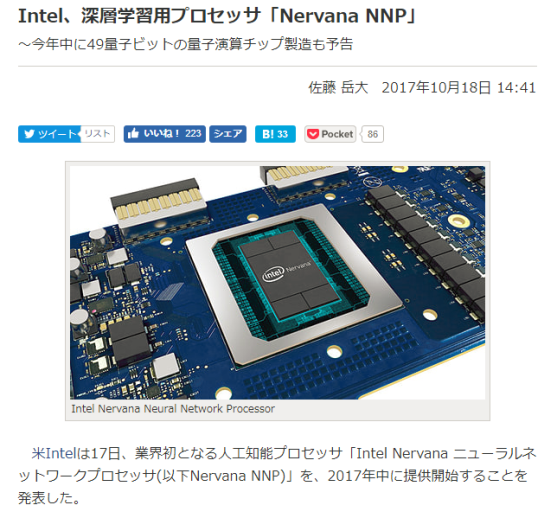 Intel、深層学習用プロセッサ「Nervana NNP」
～今年中に49量子ビットの量子演算チップ製造も予告
佐藤 岳大 2017年10月18日 14:41
ツイート リスト いいね！ 223 シェア B! 33 Pocket 86
intel Nervana
Intel Nervana Neural Network Processor
米Intelは17日、業界初となる人工知能プロセッサ「Intel Nervana ニューラルネ
ットワークプロセッサ(以下Nervana NNP)」を、2017年中に提供開始することを
発表した。